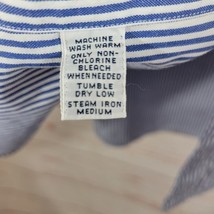 MACHINE
WASH WARM
ONLY NON-
CHLORINE
BLEACH
WHEN NEEDED
TUMBLE
DRY LOW
STEAM IRON
MEDIUM